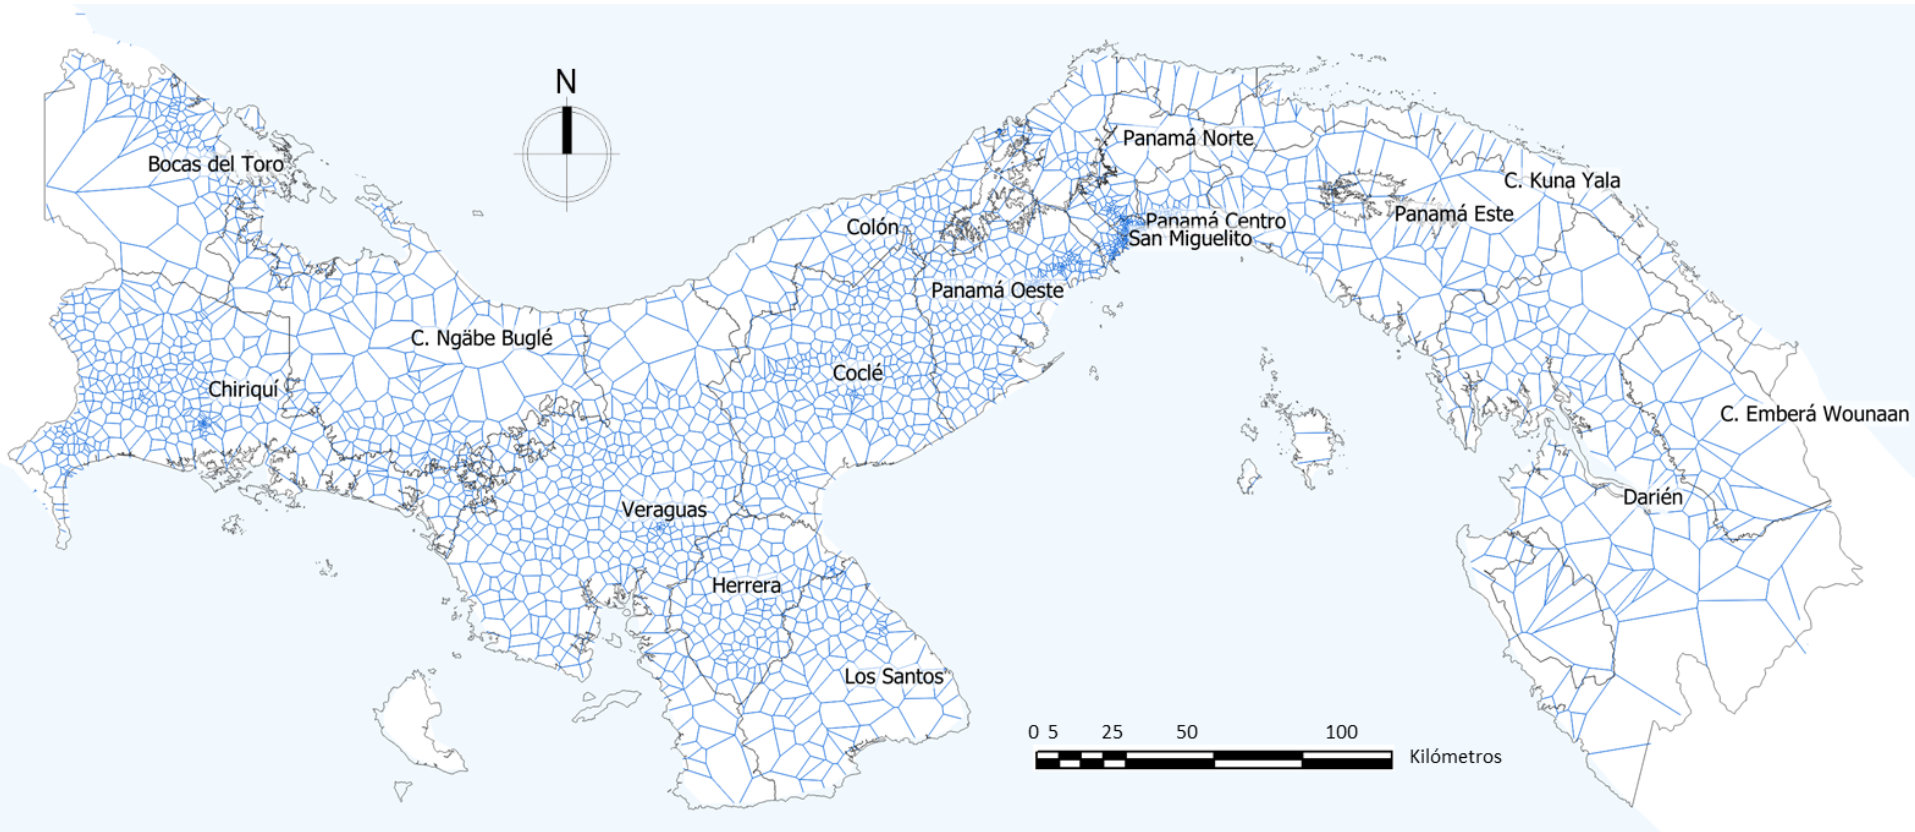 N
Panamá Norte
Bocas del Toro
C. Kuna Yala
Panamá Este
Panamá Centro
Colón
San Miguelito
Panamá Oeste
C. Ngäbe Buglé
Coclé
Chiriquí
C. Emberá Wounaan
Darién
Veraguas
Herrera
Los Santos
0 5 25 50 100
Kilómetros